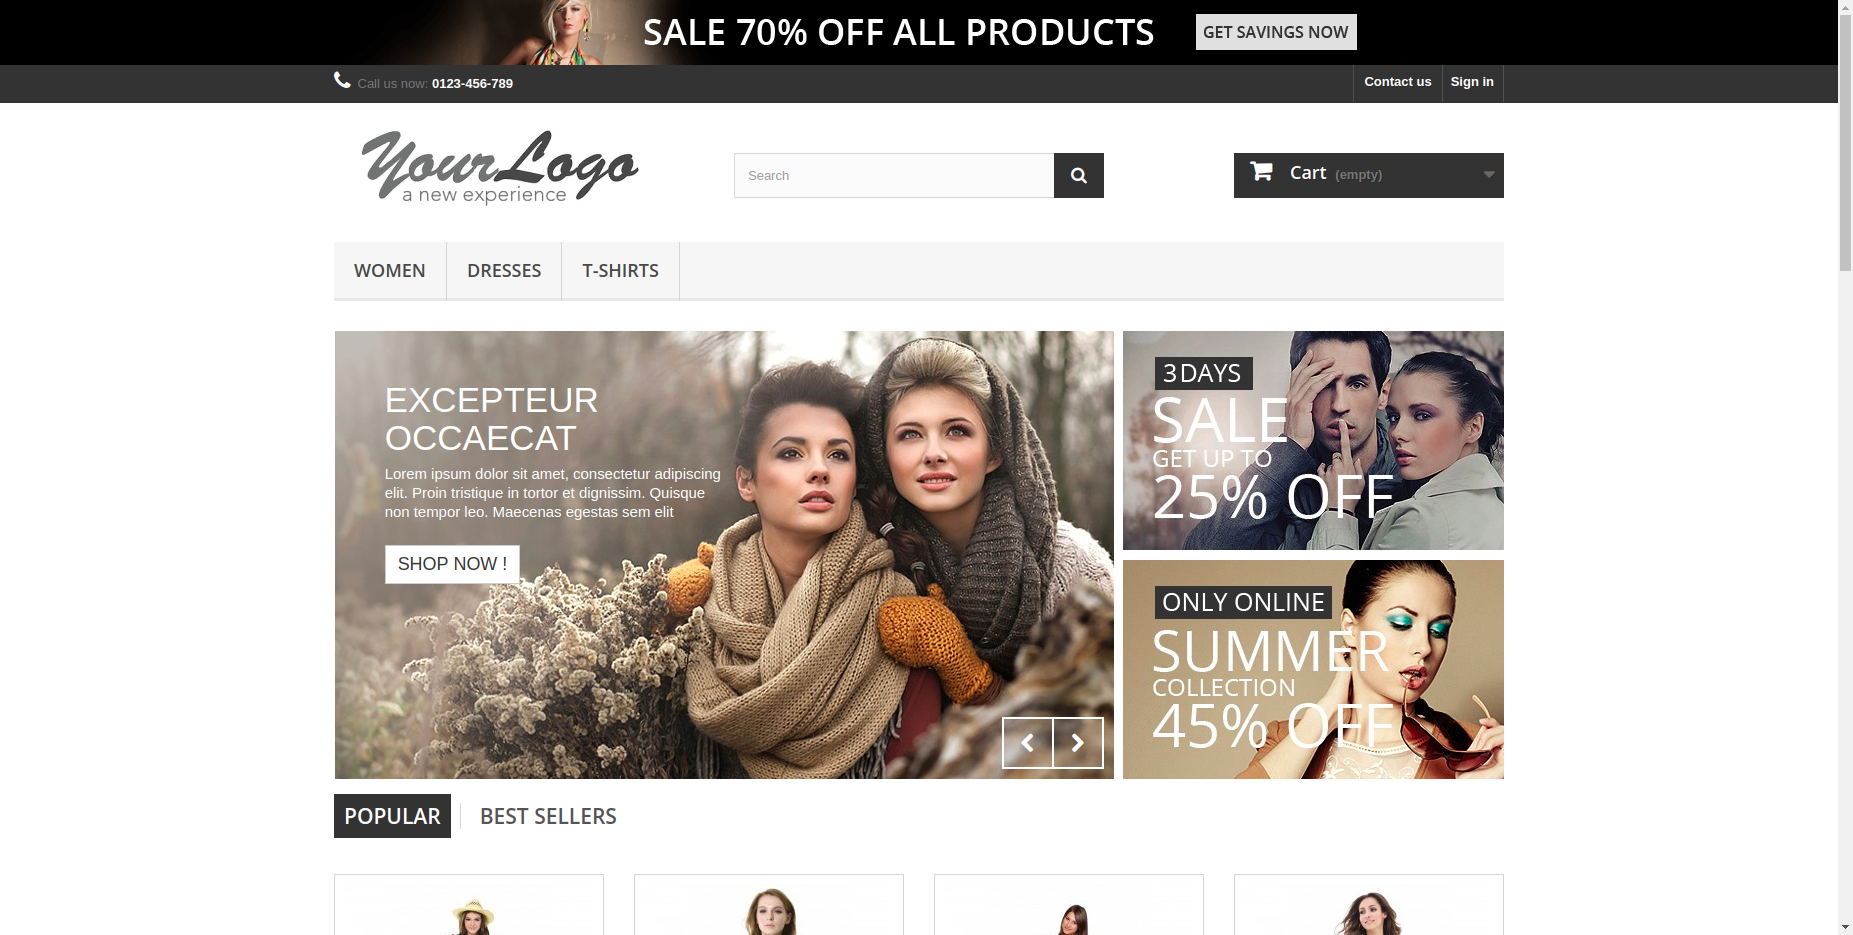 SALE 70% OFF ALL PRODUCTS GET SAVINGS NOW
Call us now: 0123-456-789
Contact us
Sign in
YourLogo
a new experience
Search
Cart (empty)
WOMEN
DRESSES
T-SHIRTS
EXCEPTEUR
OCCAECAT
Lorem ipsum dolor sit amet, consectetur adipiscing
elit. Proin tristique in tortor et dignissim. Quisque
non tempor leo. Maecenas egestas sem elit
SHOP NOW !
3DAYS
SALE
GET UP TO
25% OFF
ONLY ONLINE
SUMMER
COLLECTION
45% OFF
POPULAR
BEST SELLERS